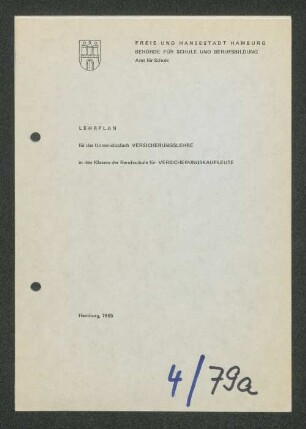 FREIE UND HANSESTADT HAMBURG
BEHÖRDE FÜR SCHULE UND BERUFSBILDUNG
Amt für Schule
LEHRPLAN
für das Unterrichtsfach VERSICHERUNGSLEHRE
in den Klassen der Berufsschule für VERSICHERUNGSKAUFLEUTE
Hamburg,
4/79a